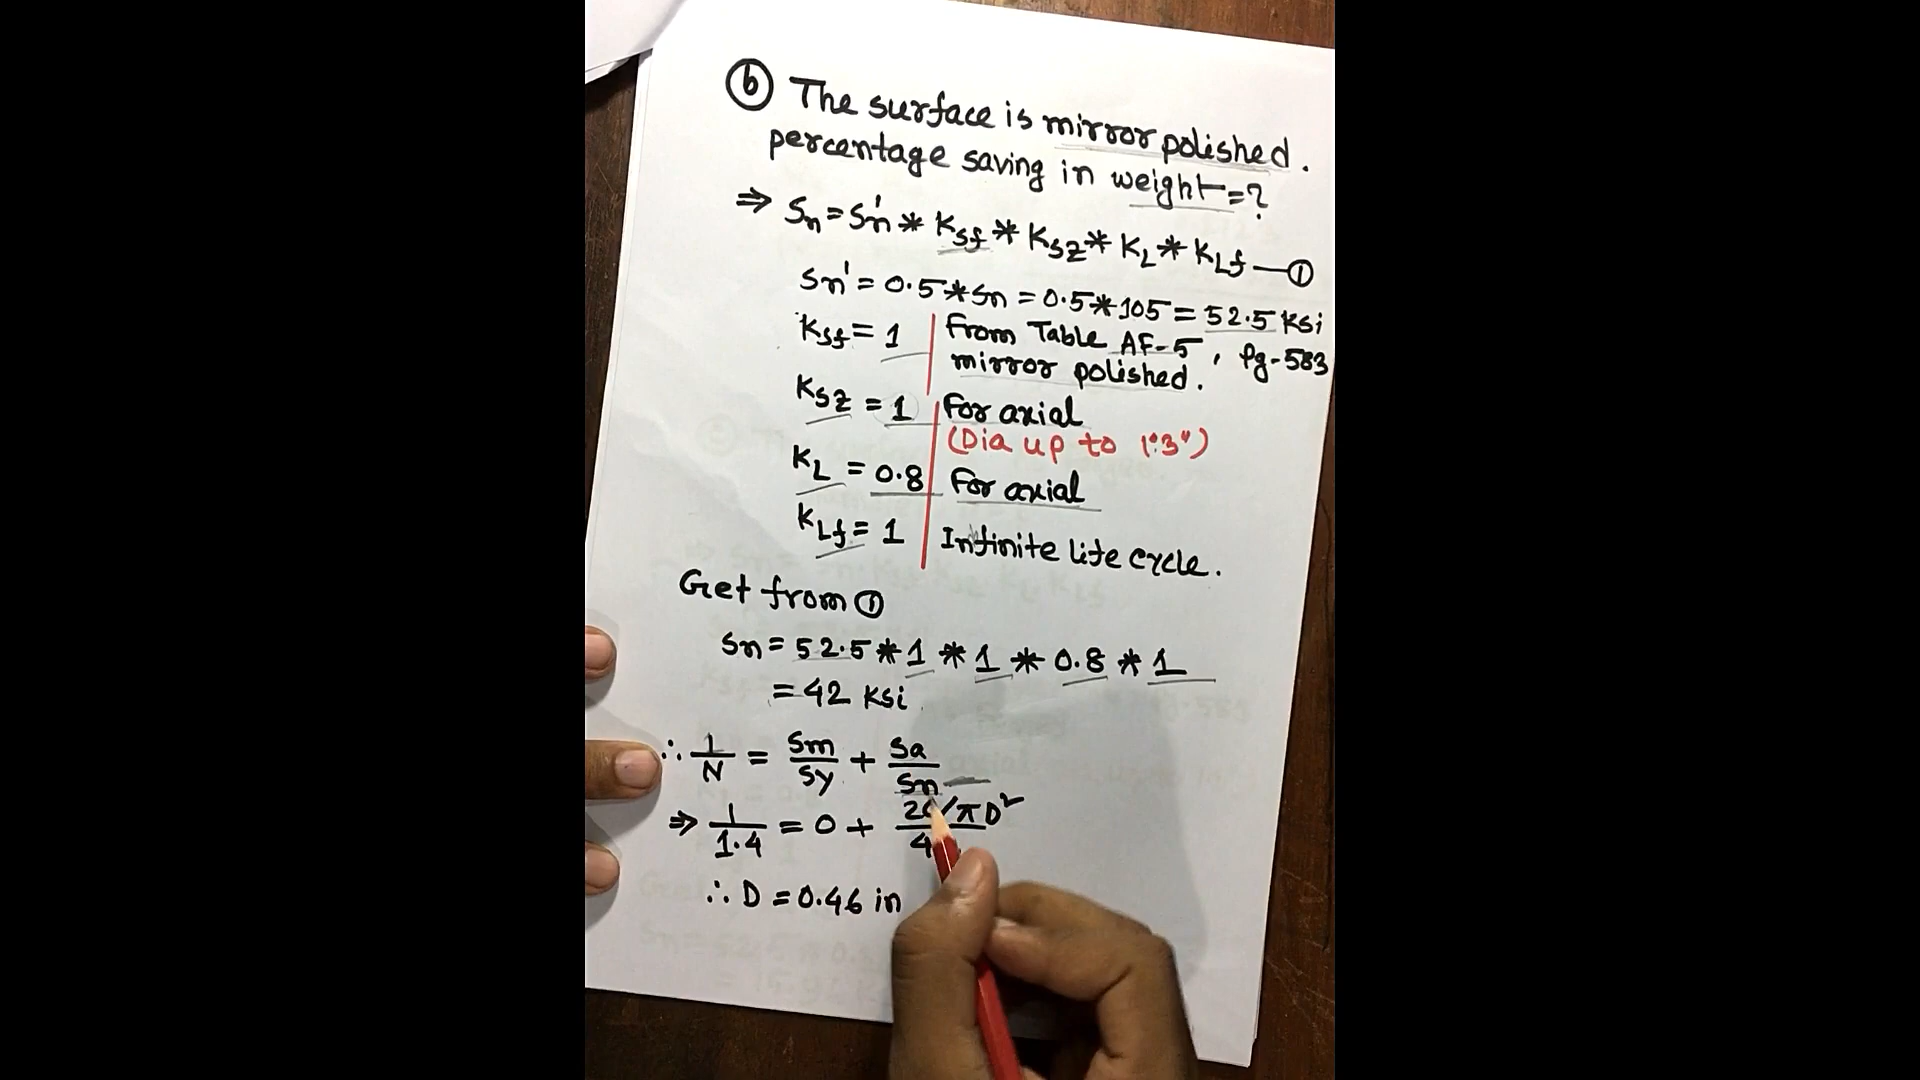 ⓑ The surface is mirror polished.
percentage saving in weight = ?
⇒ Sn = Sn' * Ksf * Ksz * KL * KLf —①
Sn' = 0.5 * Sn = 0.5 * 105 = 52.5 Ksi
Ksf = 1 | From Table AF-5, Pg-583
mirror polished.
Ksz = 1 | For axial
(Dia up to 1.3")
KL = 0.8 | For axial
KLf = 1 | Infinite life cycle.
Get from ①
Sn = 52.5 * 1 * 1 * 0.8 * 1
= 42 Ksi
∴ 1/N = Sm/Sy + Sa/Sn
⇒ 1/1.4 = 0 + /πD²
∴ D = 0.46 in